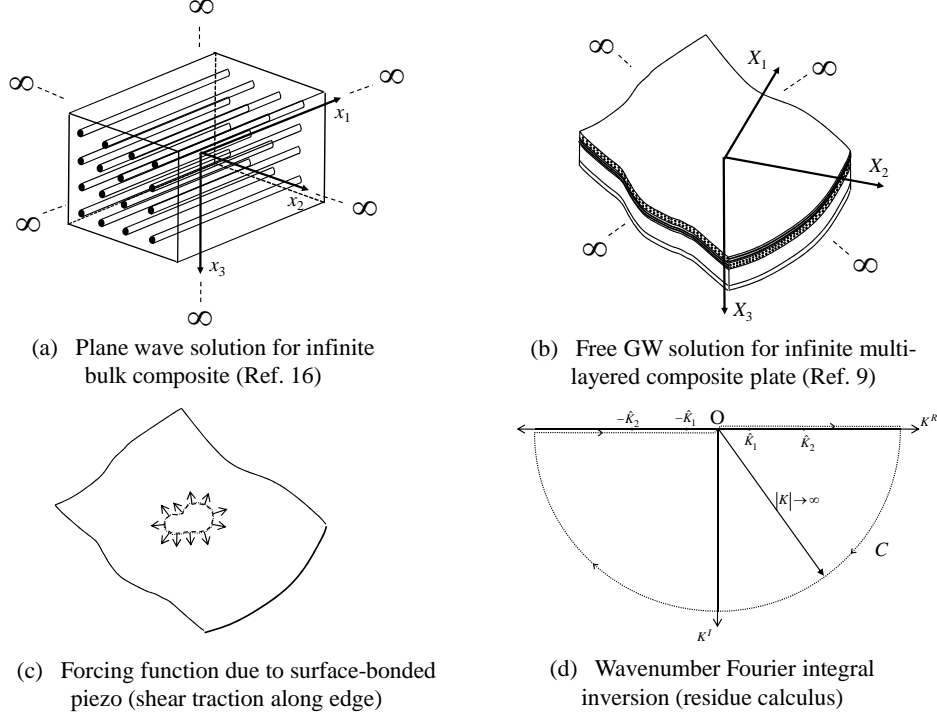 ∞
∞
∞
x₁
x₂
∞
∞
x₃
∞
(a) Plane wave solution for infinite
bulk composite (Ref. 16)
∞
X₁
∞
X₂
∞
∞
X₃
(b) Free GW solution for infinite multi-
layered composite plate (Ref. 9)
(c) Forcing function due to surface-bonded
piezo (shear traction along edge)
−K̂₂ −K̂₁ O K̂₁ K̂₂ Kᴿ
|K|→∞
C
Kᴵ
(d) Wavenumber Fourier integral
inversion (residue calculus)